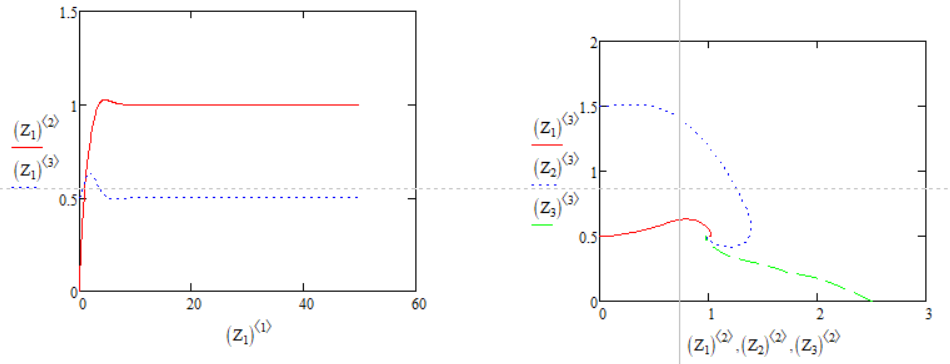 1.5
1
0.5
0
(Z₁)⟨²⟩
(Z₁)⟨³⟩
0 20 40 60
(Z₁)⟨¹⟩
2
1.5
1
0.5
0
(Z₁)⟨³⟩
(Z₂)⟨³⟩
(Z₃)⟨³⟩
0 1 2 3
(Z₁)⟨²⟩,(Z₂)⟨²⟩,(Z₃)⟨²⟩